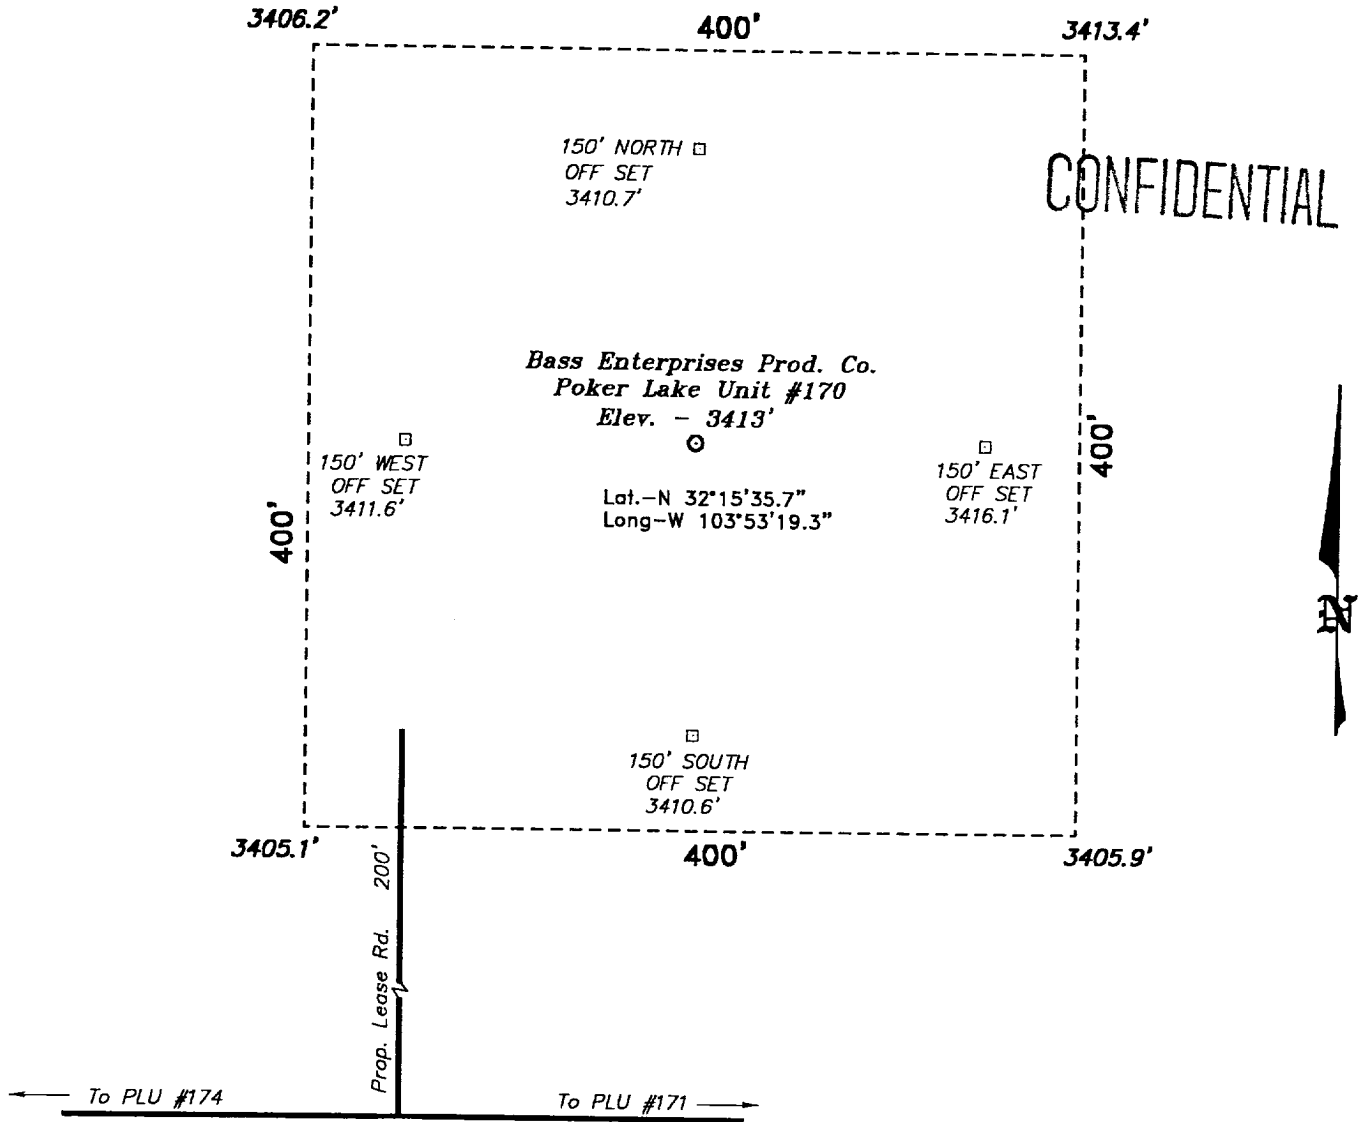 3406.2'
400'
3413.4'
150' NORTH
OFF SET
3410.7'
CONFIDENTIAL
Bass Enterprises Prod. Co.
Poker Lake Unit #170
Elev. - 3413'
150' WEST
OFF SET
3411.6'
Lat.-N 32°15'35.7"
Long-W 103°53'19.3"
150' EAST
OFF SET
3416.1'
400'
400'
N
150' SOUTH
OFF SET
3410.6'
3405.1'
400'
3405.9'
Prop. Lease Rd. 200'
To PLU #174
To PLU #171